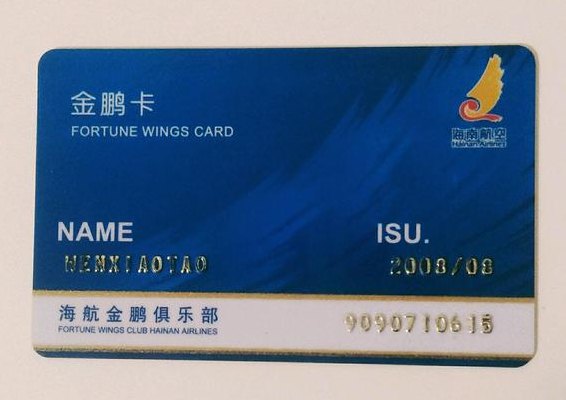 金鹏卡
FORTUNE WINGS CARD
海南航空
HAINAN AIRLINES
NAME
ISU.
WENXIAOTAO
2008/08
海航金鹏俱乐部
FORTUNE WINGS CLUB HAINAN AIRLINES
9090710615